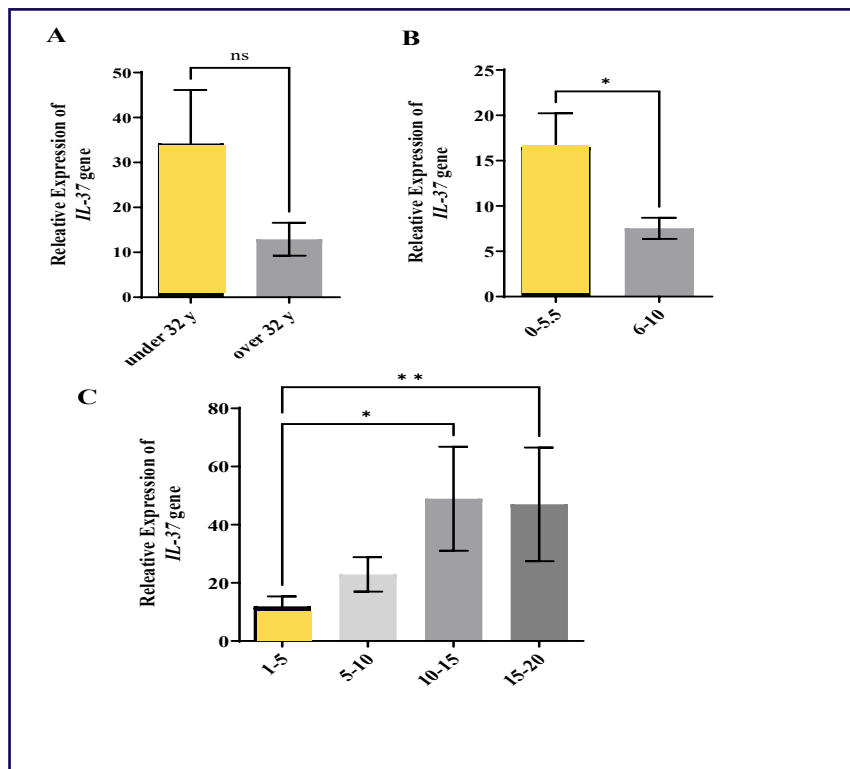 A
ns
Releative Expression of
IL-37 gene
50
40
30
20
10
0
under 32 y
over 32 y
B
*
Releative Expression of
IL-37 gene
25
20
15
10
5
0
0-5.5
6-10
C
* *
*
Releative Expression of
IL-37 gene
80
60
40
20
0
1-5
5-10
10-15
15-20